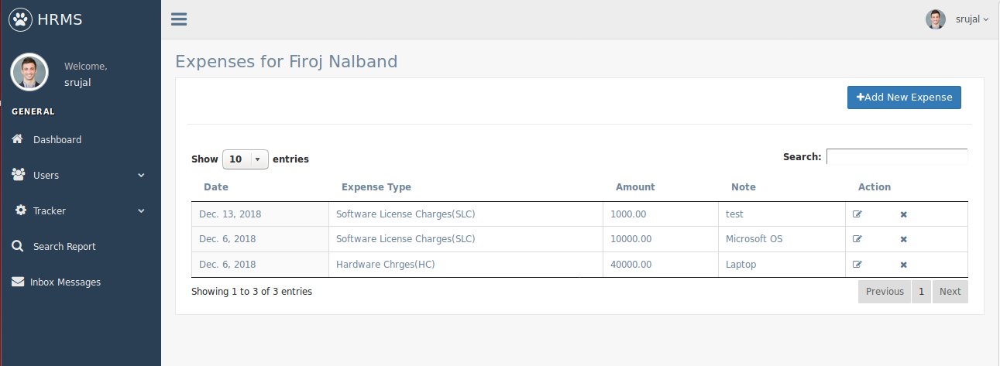 HRMS
srujal
Welcome,
srujal
GENERAL
Dashboard
Users
Tracker
Search Report
Inbox Messages
Expenses for Firoj Nalband
Add New Expense
Show 10 entries
Search:
Date Expense Type Amount Note Action
Dec. 13, 2018 Software License Charges(SLC) 1000.00 test
Dec. 6, 2018 Software License Charges(SLC) 10000.00 Microsoft OS
Dec. 6, 2018 Hardware Chrges(HC) 40000.00 Laptop
Showing 1 to 3 of 3 entries
Previous 1 Next